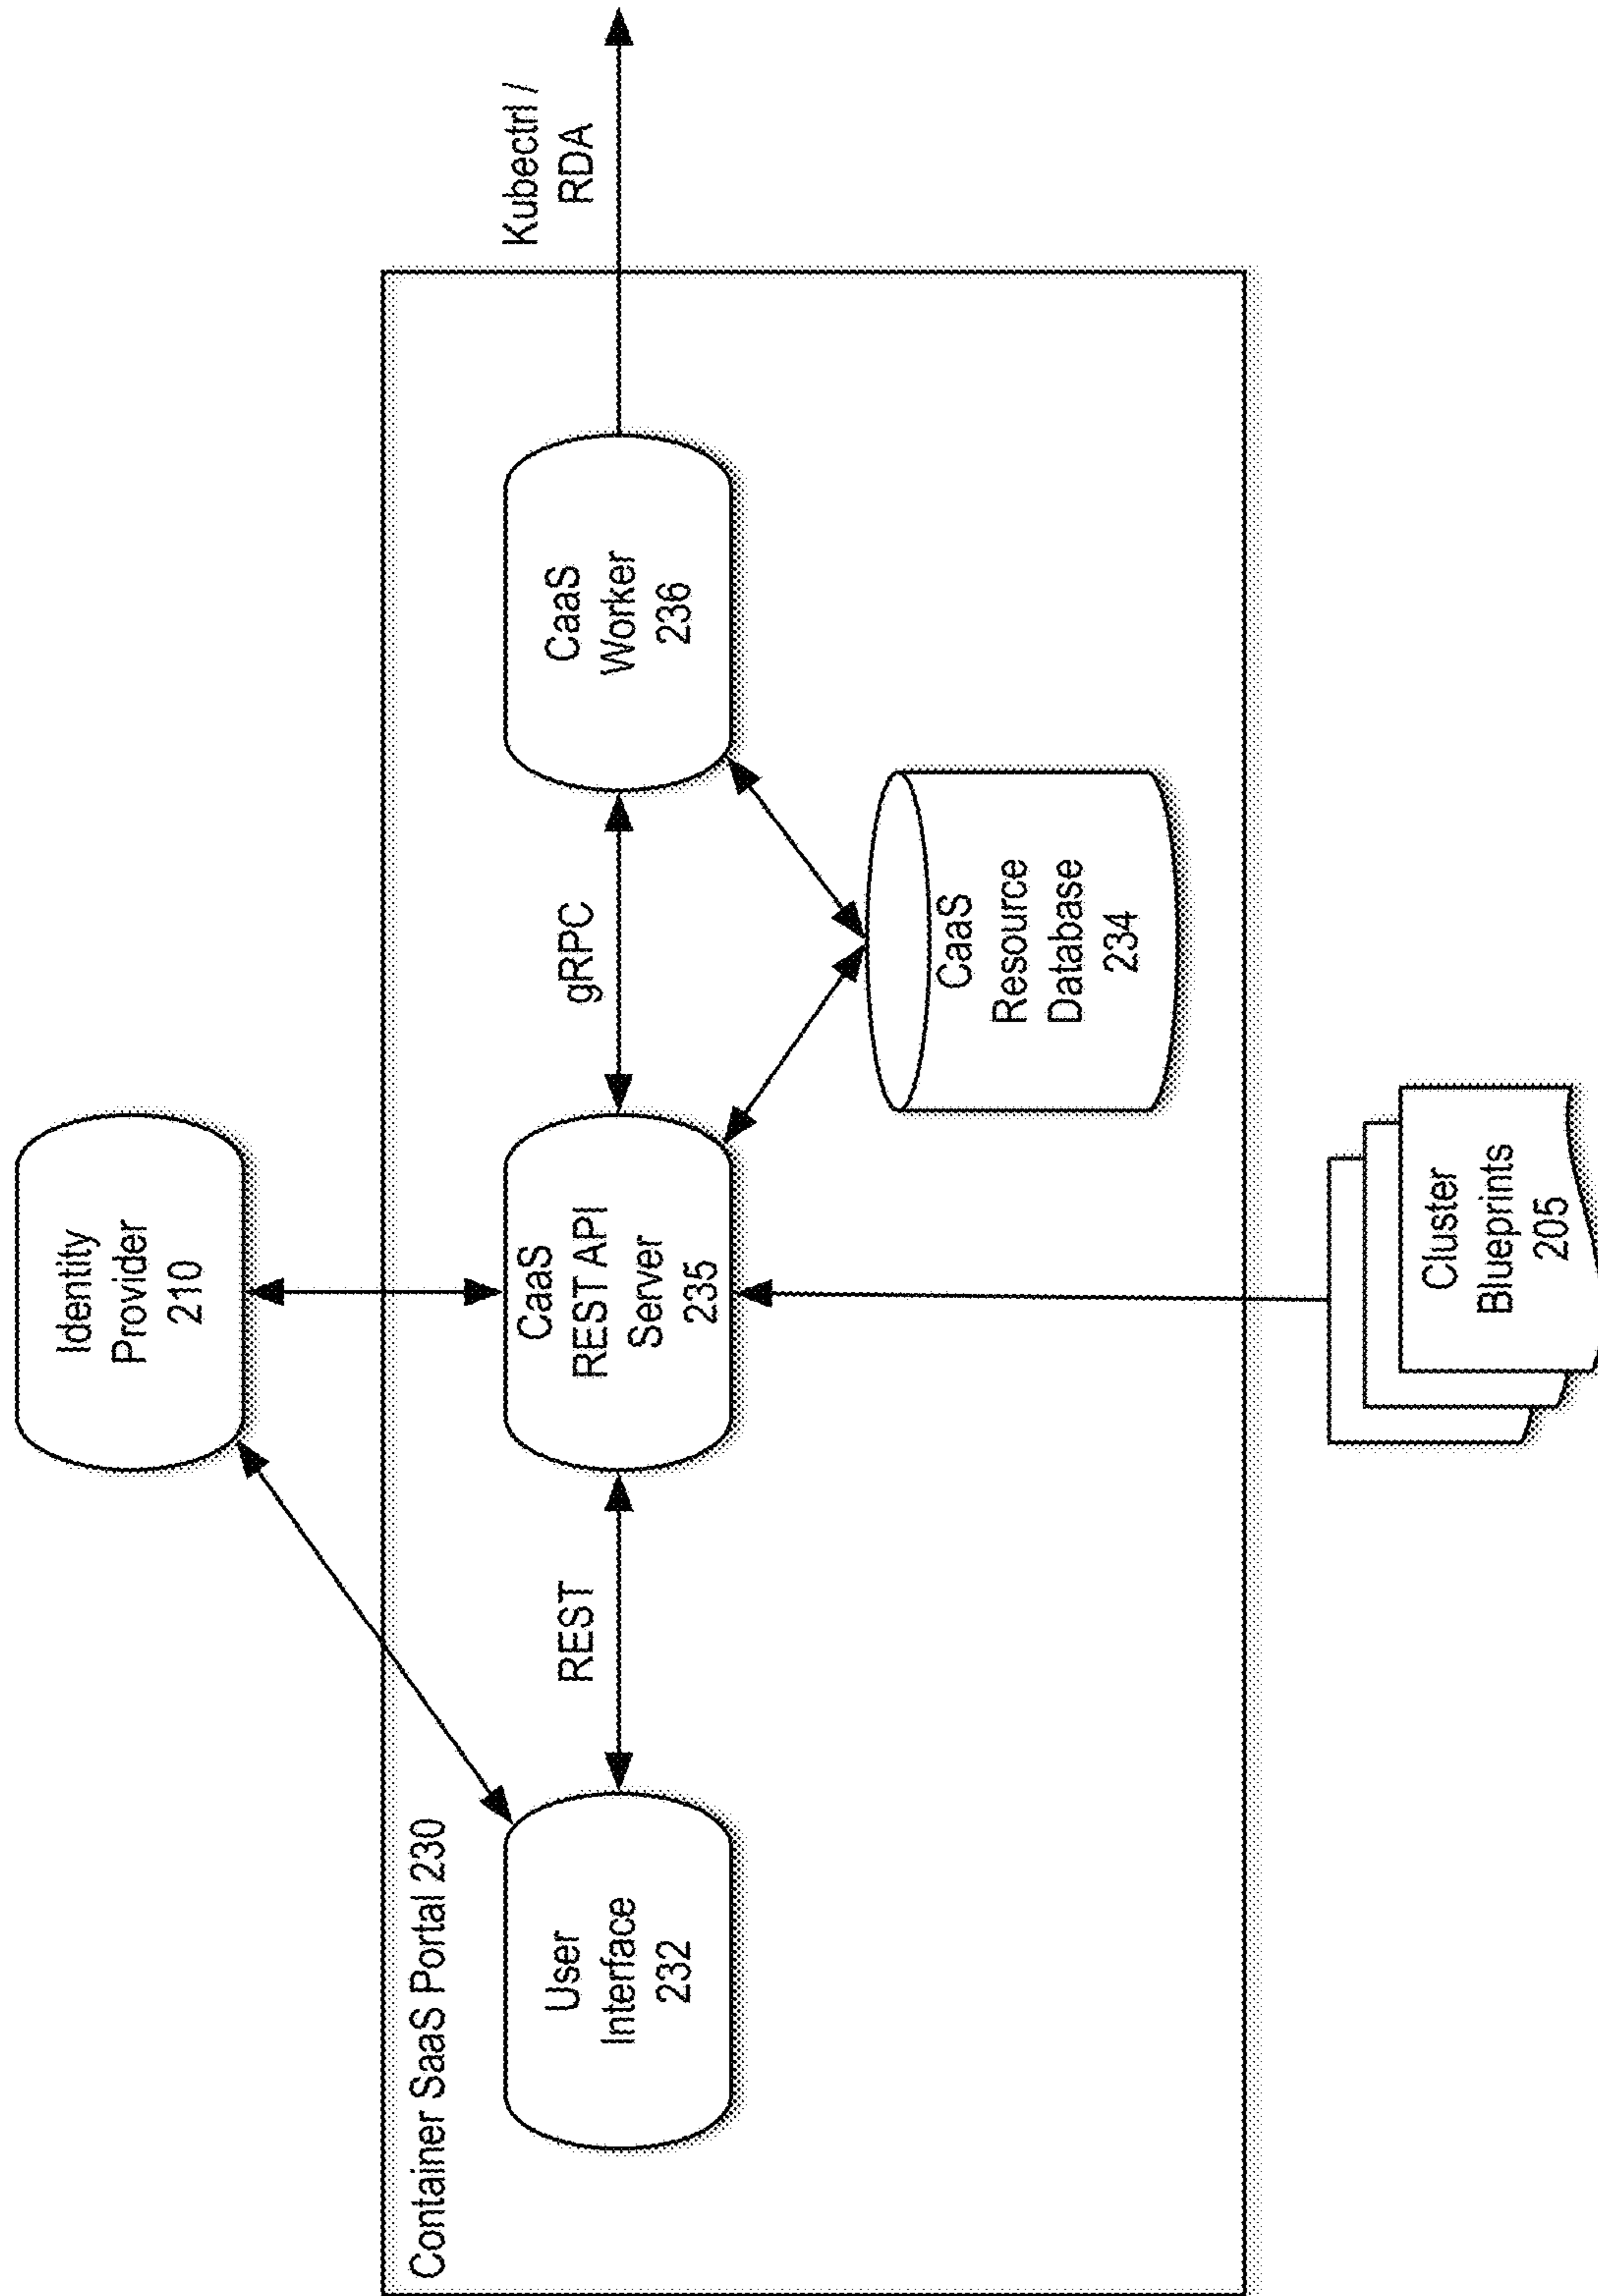 Identity
Provider
210
Container SaaS Portal 230
User
Interface
232
REST
CaaS
REST API
Server
235
gRPC
CaaS
Worker
236
Kubectrl /
RDA
CaaS
Resource
Database
234
Cluster
Blueprints
205